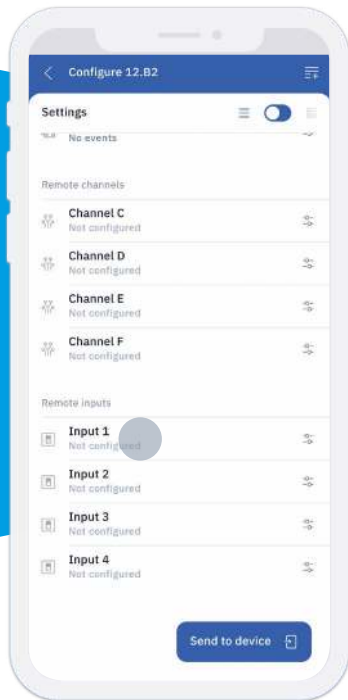 Configure 12.B2
Settings
No events
Remote channels
Channel C
Not configured
Channel D
Not configured
Channel E
Not configured
Channel F
Not configured
Remote inputs
Input 1
Not configured
Input 2
Not configured
Input 3
Not configured
Input 4
Not configured
Send to device